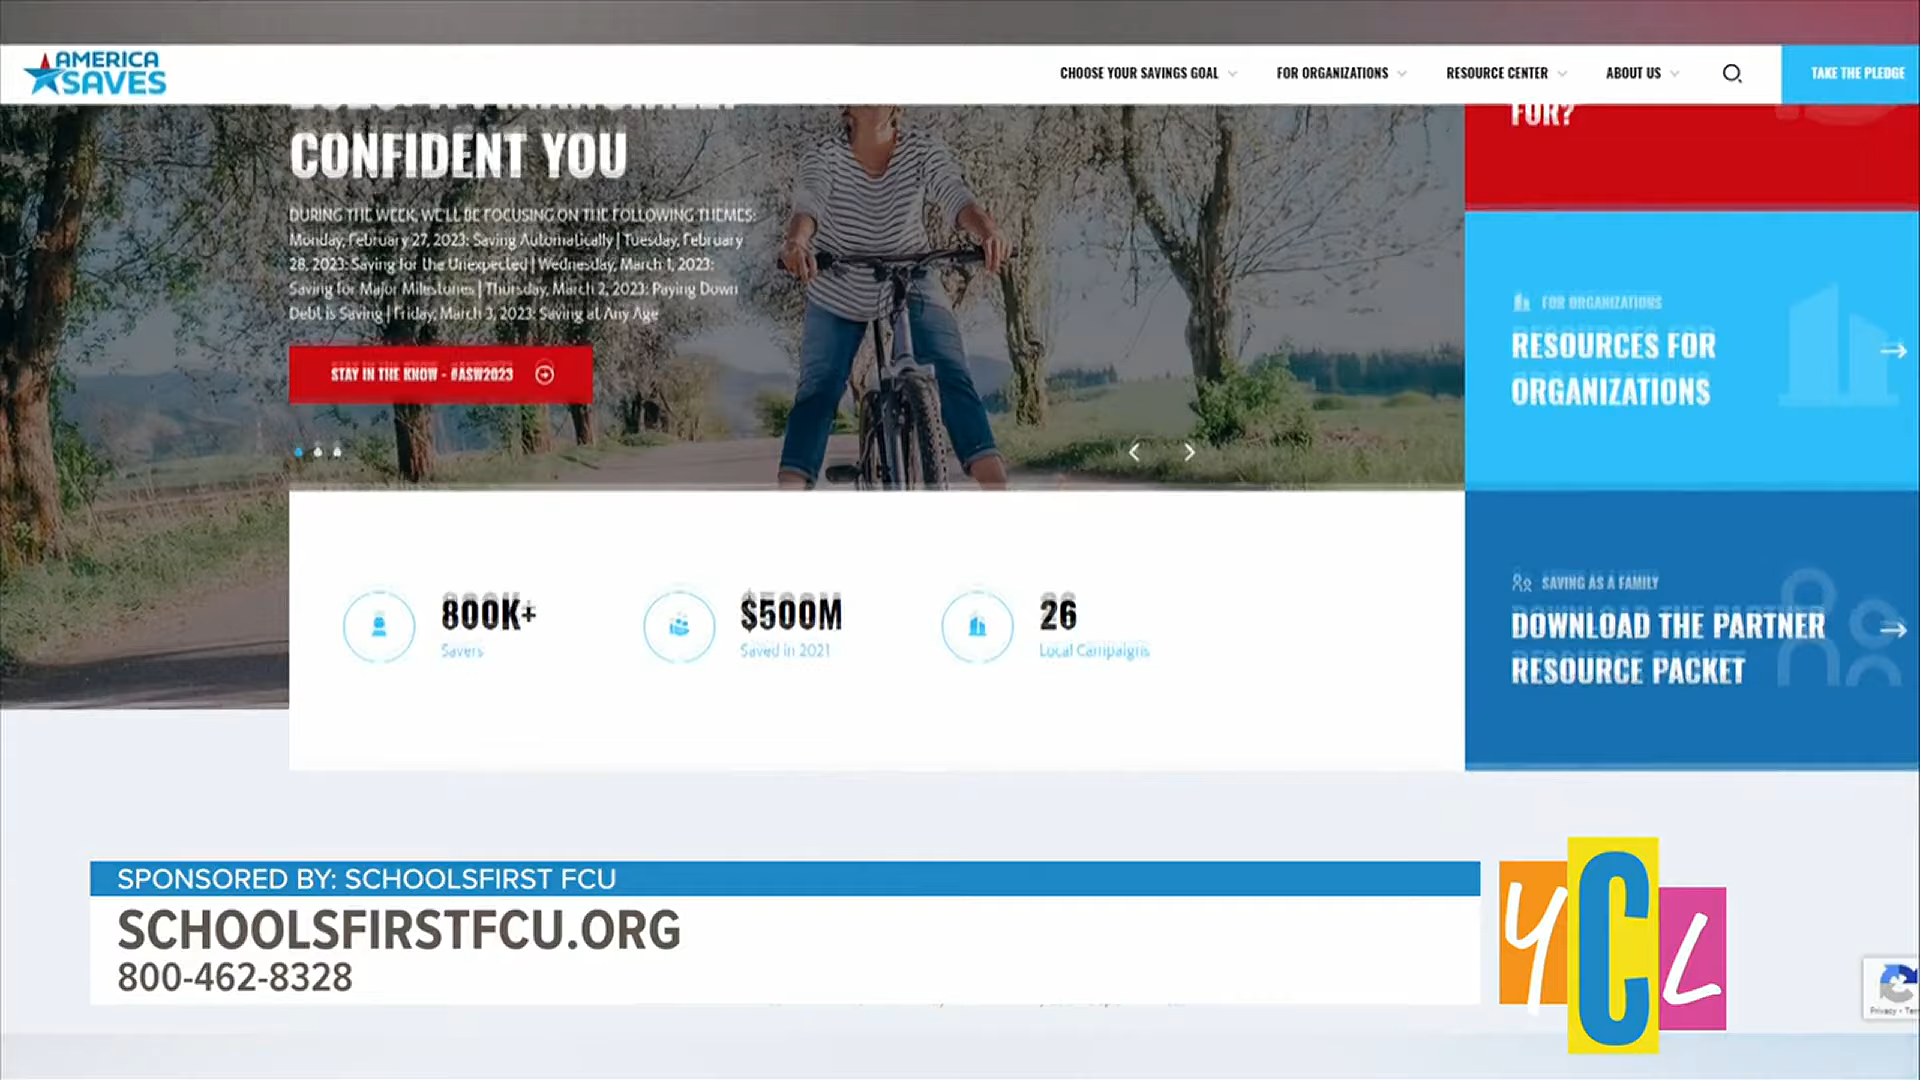 AMERICA
SAVES
CHOOSE YOUR SAVINGS GOAL
FOR ORGANIZATIONS
RESOURCE CENTER
ABOUT US
TAKE THE PLEDGE
CONFIDENT YOU
DURING THE WEEK, WE'LL BE FOCUSING ON THE FOLLOWING THEMES:
Monday, February 27, 2023: Saving Automatically | Tuesday, February
28, 2023: Saving for the Unexpected | Wednesday, March 1, 2023:
Saving for Major Milestones | Thursday, March 2, 2023: Paying Down
Debt is Saving | Friday, March 3, 2023: Saving at Any Age
STAY IN THE KNOW - #ASW2023
FOR?
FOR ORGANIZATIONS
RESOURCES FOR
ORGANIZATIONS
800K+
Savers
$500M
Saved in 2021
26
Local Campaigns
SAVING AS A FAMILY
DOWNLOAD THE PARTNER
RESOURCE PACKET
SPONSORED BY: SCHOOLSFIRST FCU
SCHOOLSFIRSTFCU.ORG
800-462-8328
YCL
Privacy -